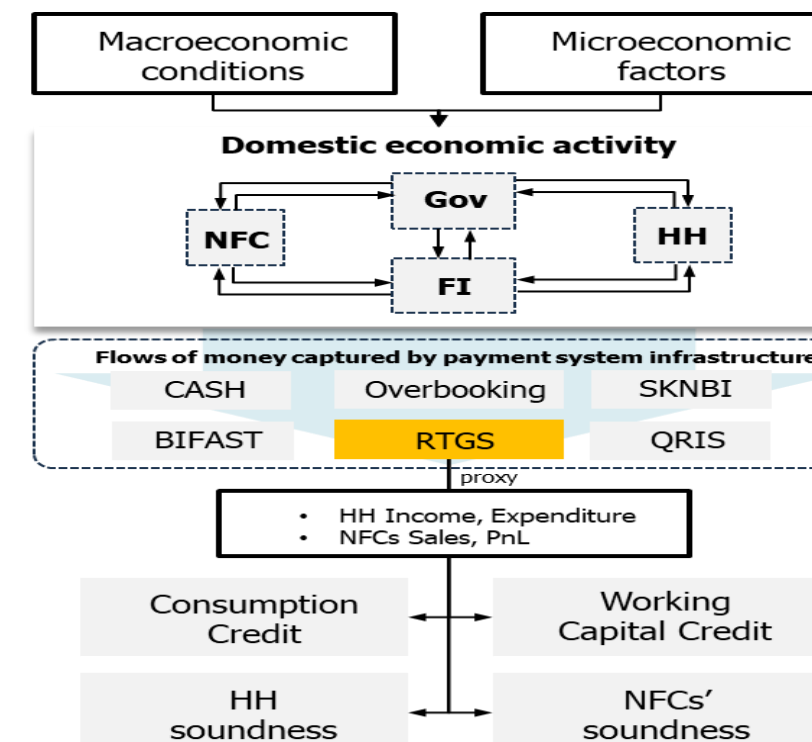 Macroeconomic
conditions
Microeconomic
factors
Domestic economic activity
Gov
NFC
HH
FI
Flows of money captured by payment system infrastructure
CASH
Overbooking
SKNBI
BIFAST
RTGS
QRIS
proxy
• HH Income, Expenditure
• NFCs Sales, PnL
Consumption
Credit
Working
Capital Credit
HH
soundness
NFCs’
soundness